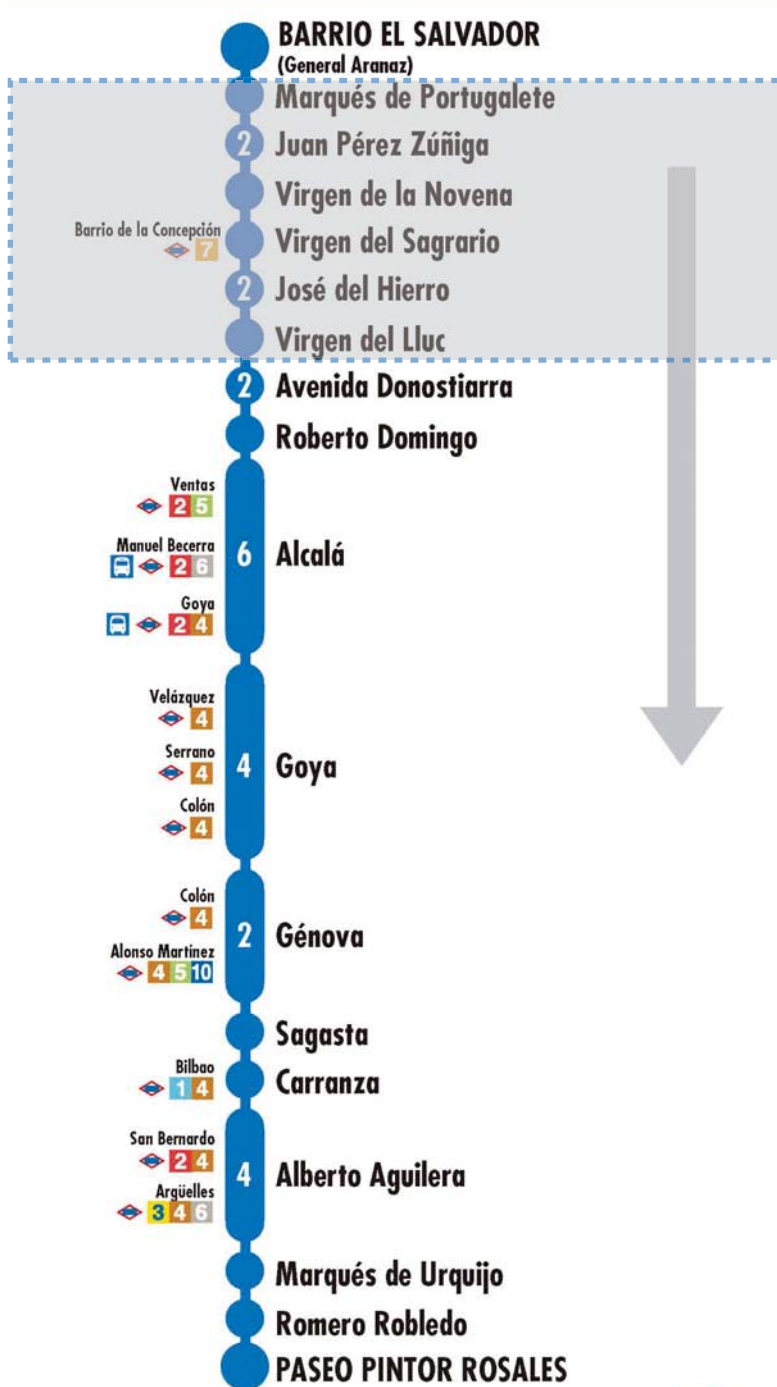 BARRIO EL SALVADOR
(General Aranaz)
Marqués de Portugalete
2 Juan Pérez Zúñiga
Virgen de la Novena
Barrio de la Concepción
7
Virgen del Sagrario
2 José del Hierro
Virgen del Lluc
2 Avenida Donostiarra
Roberto Domingo
Ventas
2 5
Manuel Becerra
2 6
6 Alcalá
Goya
2 4
Velázquez
4
Serrano
4
4 Goya
Colón
4
Colón
4
2 Génova
Alonso Martínez
4 5 10
Sagasta
Bilbao
1 4
Carranza
San Bernardo
2 4
4 Alberto Aguilera
Argüelles
3 4 6
Marqués de Urquijo
Romero Robledo
PASEO PINTOR ROSALES